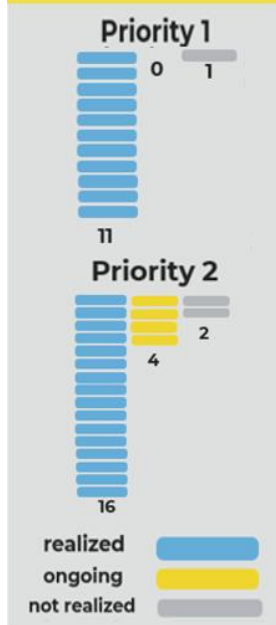 Priority 1
0
1
11
Priority 2
2
4
16
realized
ongoing
not realized